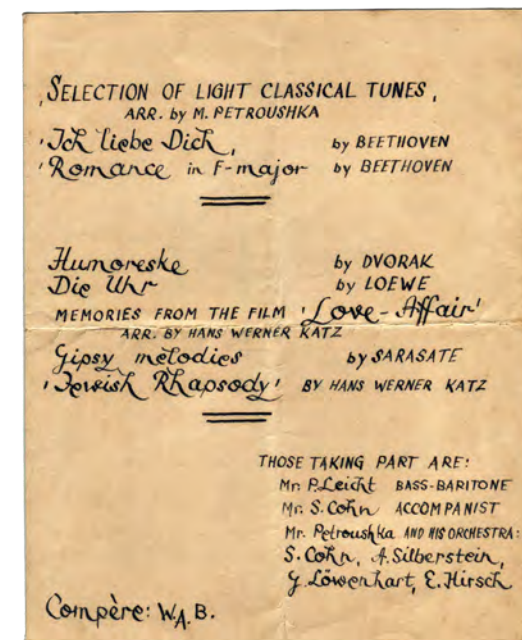 'SELECTION OF LIGHT CLASSICAL TUNES,
ARR. by M. PETROUSHKA
'Ich liebe Dich, by BEETHOVEN
'Romance in F-major by BEETHOVEN
Humoreske by DVORAK
Die Uhr by LOEWE
MEMORIES FROM THE FILM 'Love-Affair'
ARR. BY HANS WERNER KATZ
Gipsy melodies by SARASATE
'Jewish Rhapsody' BY HANS WERNER KATZ
THOSE TAKING PART ARE:
Mr. P. Leicht BASS-BARITONE
Mr. S. Cohn ACCOMPANIST
Mr. Petroushka AND HIS ORCHESTRA:
S. Cohn, A. Silberstein,
J. Löwenhart, E. Hirsch
Compère: W.A.B.